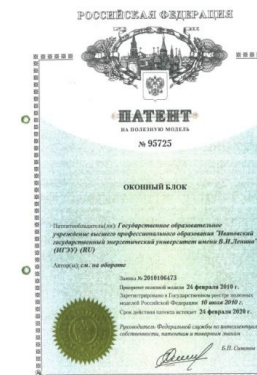 РОССИЙСКАЯ ФЕДЕРАЦИЯ
ПАТЕНТ
НА ПОЛЕЗНУЮ МОДЕЛЬ
№ 95725
ОКОННЫЙ БЛОК
Патентообладатель(ли): Государственное образовательное
учреждение высшего профессионального образования "Ивановский
государственный энергетический университет имени В.И.Ленина"
(ИГЭУ) (RU)
Автор(ы): см. на обороте
Заявка № 2010106473
Приоритет полезной модели 24 февраля 2010 г.
Зарегистрировано в Государственном реестре полезных
моделей Российской Федерации 10 июля 2010 г.
Срок действия патента истекает 24 февраля 2020 г.
Руководитель Федеральной службы по интеллектуальной
собственности, патентам и товарным знакам
Б.П. Симонов